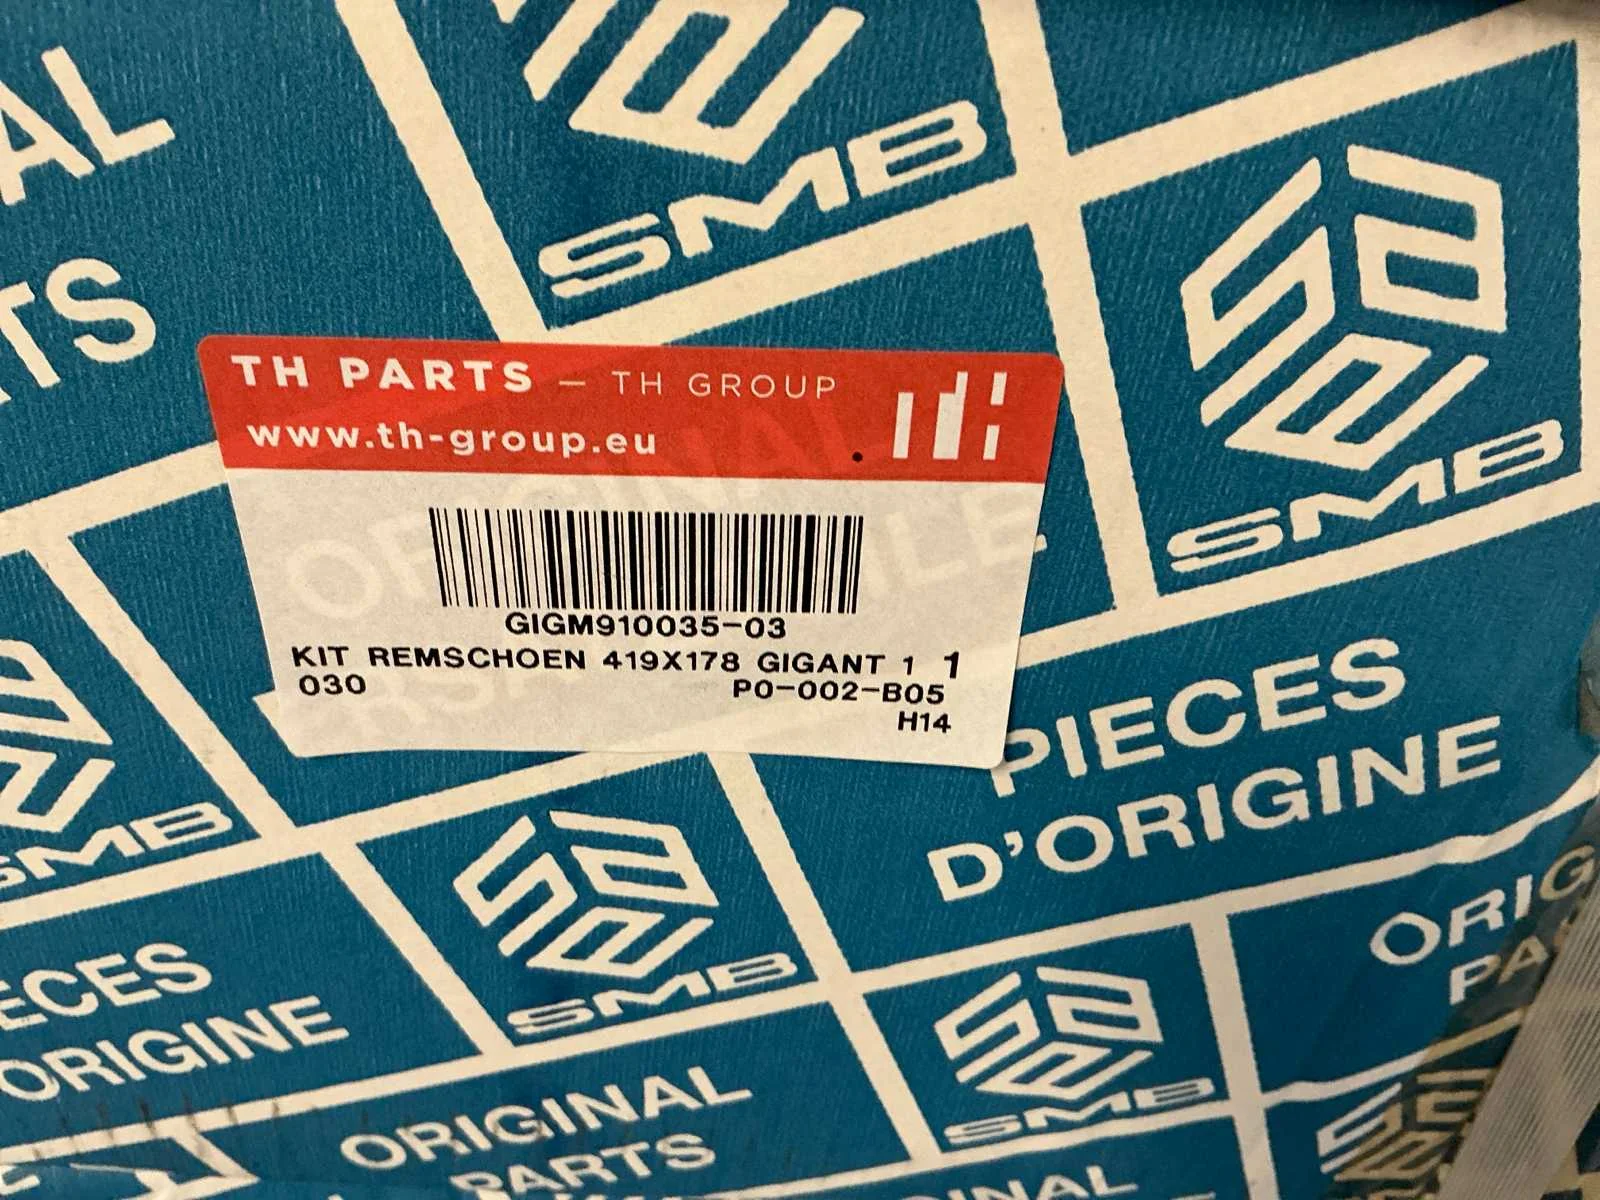 SMB
SMB
TH PARTS – TH GROUP
www.th-group.eu
GIGM910035-03
KIT REMSCHOEN 419X178 GIGANT 1 1
030 P0-002-B05
H14
PIECES
D'ORIGINE
SMB
SMB
ORIGINE
SMB
ORIGINAL
PARTS